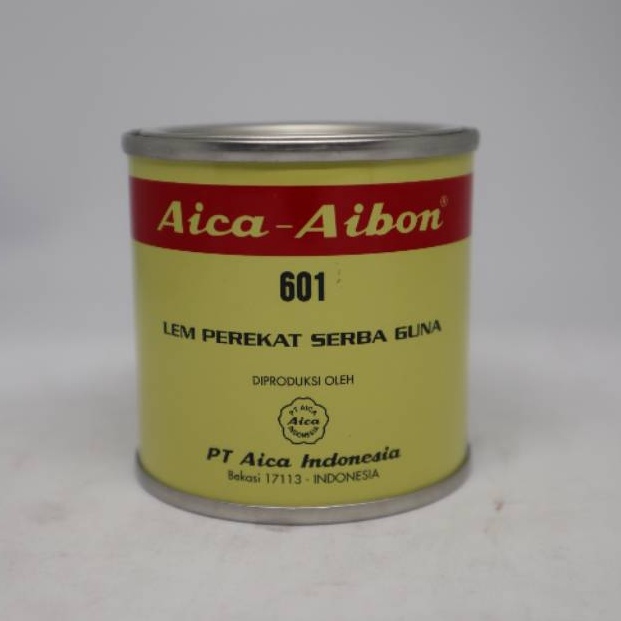 Aica-Aibon®
601
LEM PEREKAT SERBA GUNA
DIPRODUKSI OLEH
PT AICA
Aica
INDONESIA
PT Aica Indonesia
Bekasi 17113 - INDONESIA